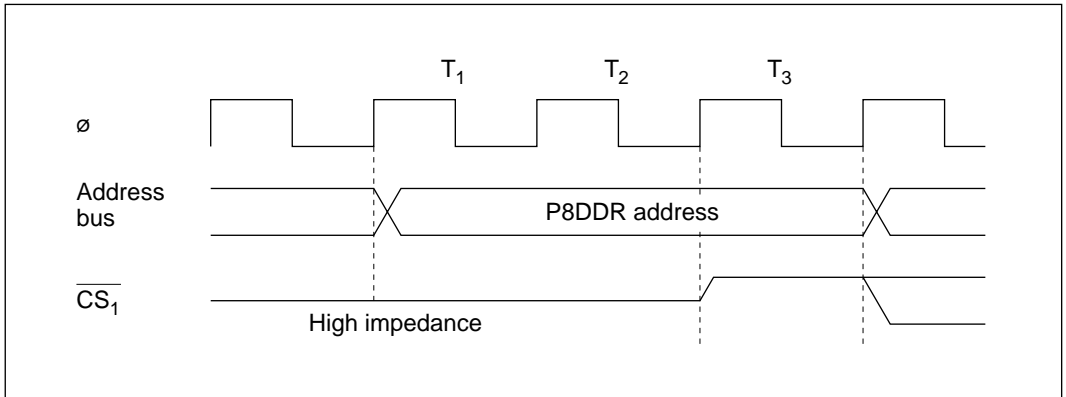 T1 T2 T3
ø
Address
bus
P8DDR address
CS1
High impedance